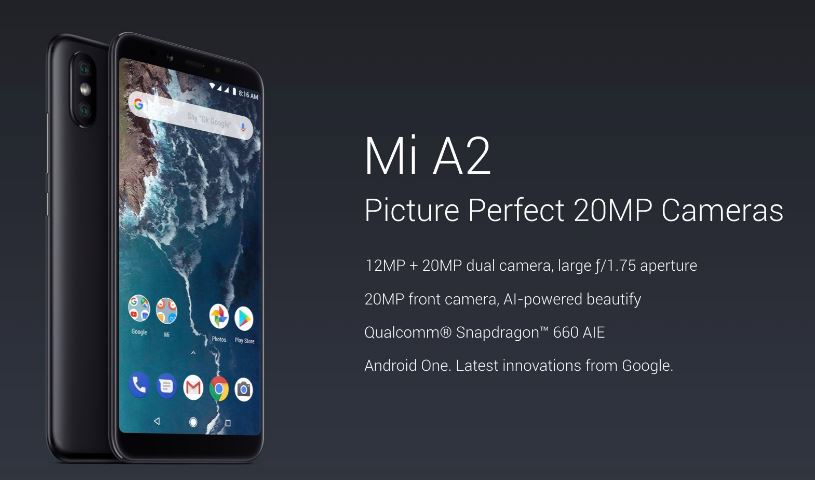 8:16 AM
Say "Ok Google"
Google
Mi
Photos
Play Store
Mi A2
Picture Perfect 20MP Cameras
12MP + 20MP dual camera, large ƒ/1.75 aperture
20MP front camera, AI-powered beautify
Qualcomm® Snapdragon™ 660 AIE
Android One. Latest innovations from Google.